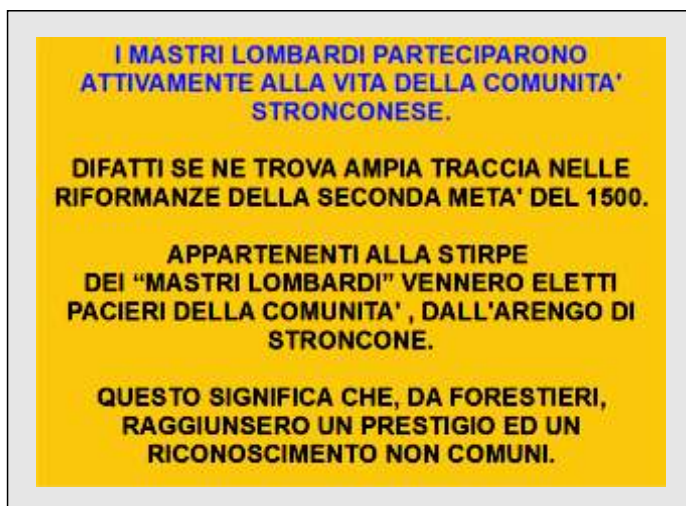 I MASTRI LOMBARDI PARTECIPARONO
ATTIVAMENTE ALLA VITA DELLA COMUNITA'
STRONCONESE.
DIFATTI SE NE TROVA AMPIA TRACCIA NELLE
RIFORMANZE DELLA SECONDA META' DEL 1500.
APPARTENENTI ALLA STIRPE
DEI “MASTRI LOMBARDI” VENNERO ELETTI
PACIERI DELLA COMUNITA' , DALL'ARENGO DI
STRONCONE.
QUESTO SIGNIFICA CHE, DA FORESTIERI,
RAGGIUNSERO UN PRESTIGIO ED UN
RICONOSCIMENTO NON COMUNI.